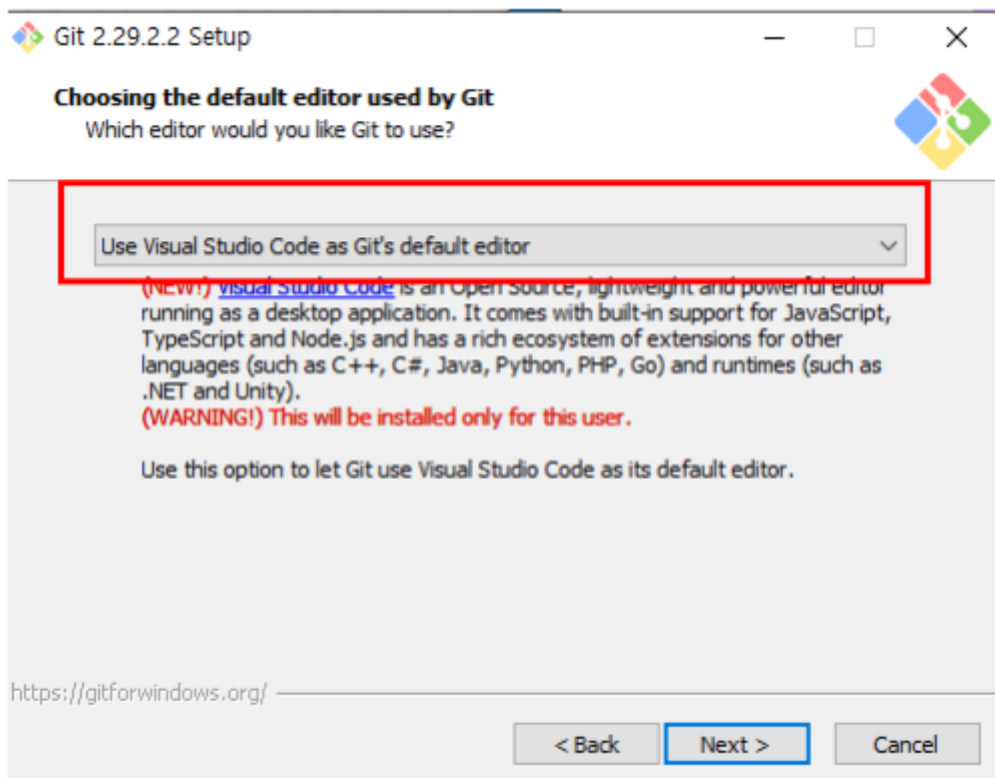 Git 2.29.2.2 Setup
Choosing the default editor used by Git
Which editor would you like Git to use?
Use Visual Studio Code as Git's default editor
(NEW!) Visual Studio Code is an Open Source, lightweight and powerful editor
running as a desktop application. It comes with built-in support for JavaScript,
TypeScript and Node.js and has a rich ecosystem of extensions for other
languages (such as C++, C#, Java, Python, PHP, Go) and runtimes (such as
.NET and Unity).
(WARNING!) This will be installed only for this user.
Use this option to let Git use Visual Studio Code as its default editor.
https://gitforwindows.org/
< Back Next > Cancel